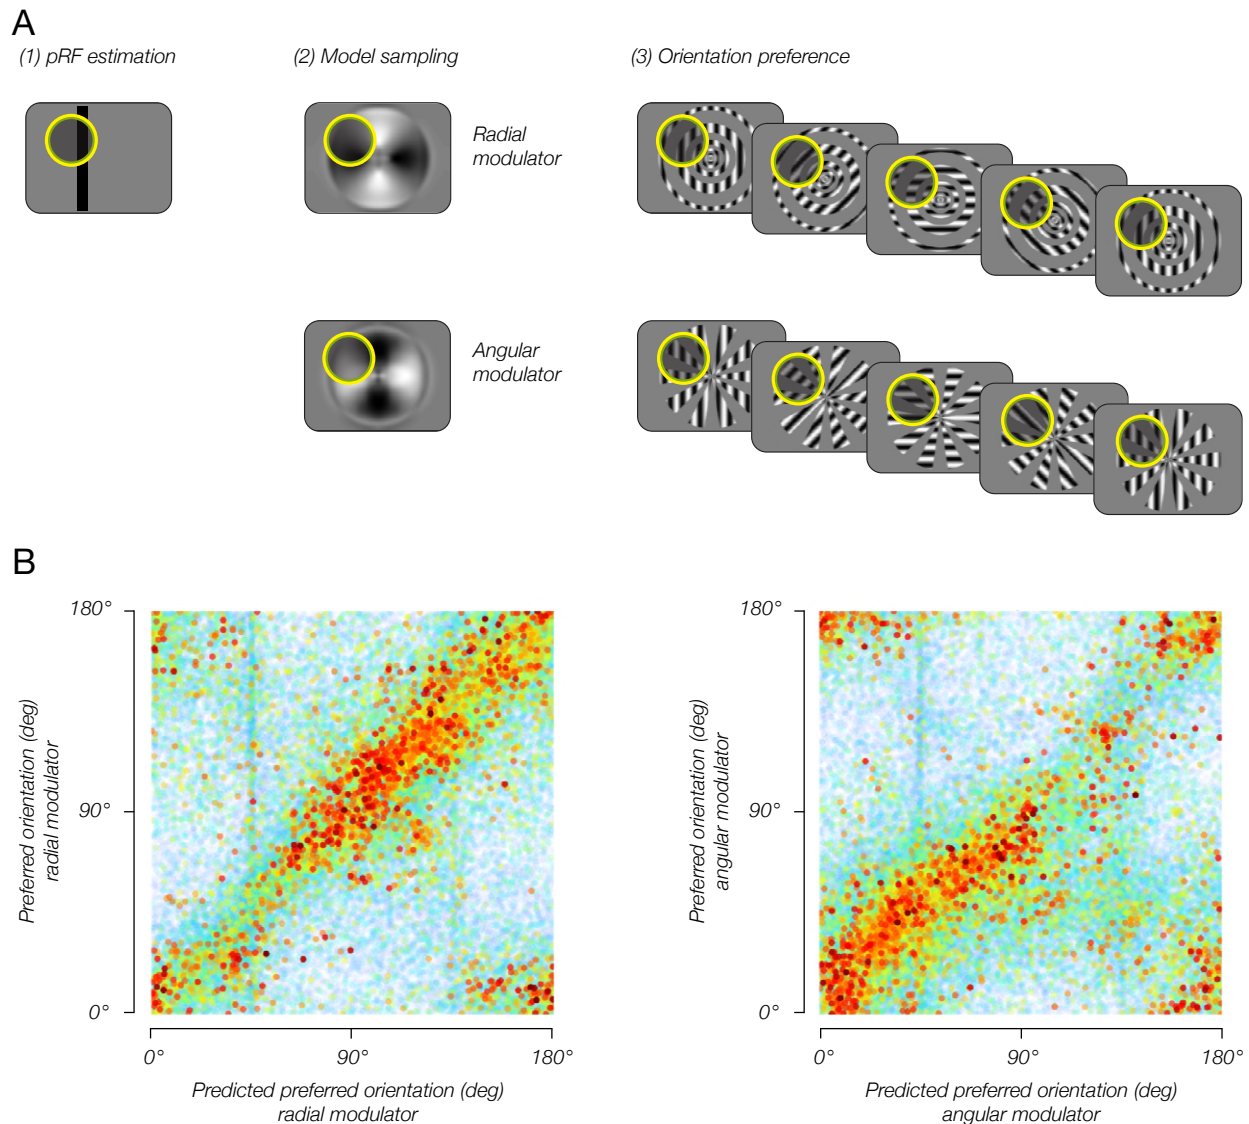 A
(1) pRF estimation
(2) Model sampling
(3) Orientation preference
Radial
modulator
Angular
modulator
B
180°
90°
0°
Preferred orientation (deg)
radial modulator
0°
90°
180°
Predicted preferred orientation (deg)
radial modulator
180°
90°
0°
Preferred orientation (deg)
angular modulator
0°
90°
180°
Predicted preferred orientation (deg)
angular modulator